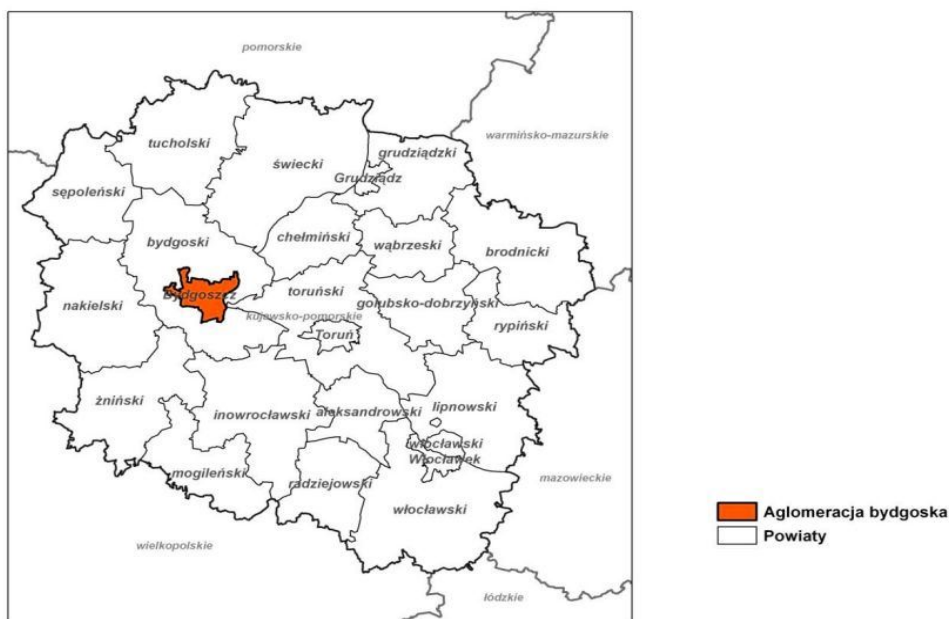 pomorskie
warmińsko-mazurskie
tucholski
świecki
grudziądzki
Grudziądz
sępoleński
bydgoski
chełmiński
wąbrzeski
brodnicki
nakielski
Bydgoszcz
toruński
golubsko-dobrzyński
kujawsko-pomorskie
rypiński
Toruń
żniński
inowrocławski
aleksandrowski
lipnowski
włocławski
Włocławek
mogileński
radziejowski
włocławski
mazowieckie
wielkopolskie
łódzkie
Aglomeracja bydgoska
Powiaty